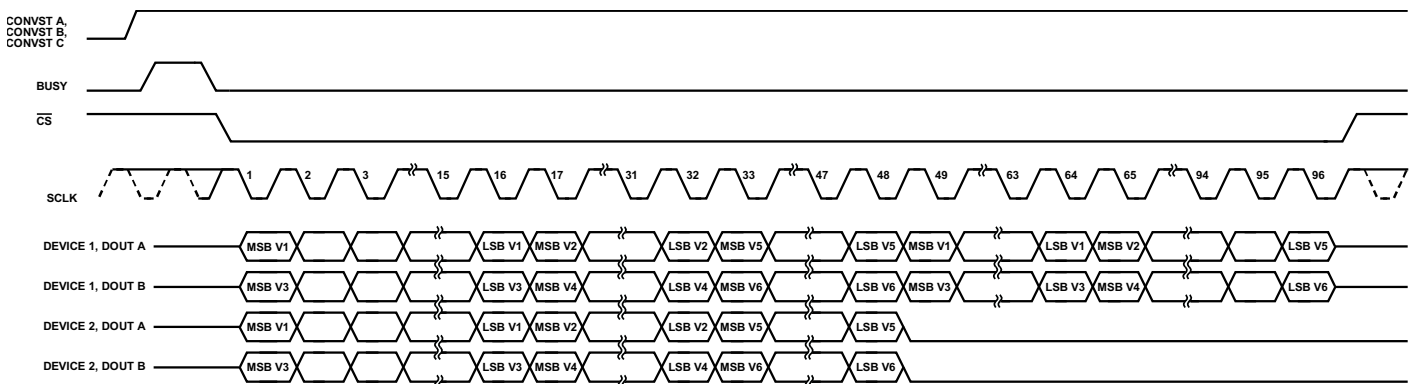 CONVST A,
CONVST B,
CONVST C
BUSY
CS
SCLK
1 2 3 15 16 17 31 32 33 47 48 49 63 64 65 94 95 96
DEVICE 1, DOUT A MSB V1 LSB V1 MSB V2 LSB V2 MSB V5 LSB V5 MSB V1 LSB V1 MSB V2 LSB V5
DEVICE 1, DOUT B MSB V3 LSB V3 MSB V4 LSB V4 MSB V6 LSB V6 MSB V3 LSB V3 MSB V4 LSB V6
DEVICE 2, DOUT A MSB V1 LSB V1 MSB V2 LSB V2 MSB V5 LSB V5
DEVICE 2, DOUT B MSB V3 LSB V3 MSB V4 LSB V4 MSB V6 LSB V6